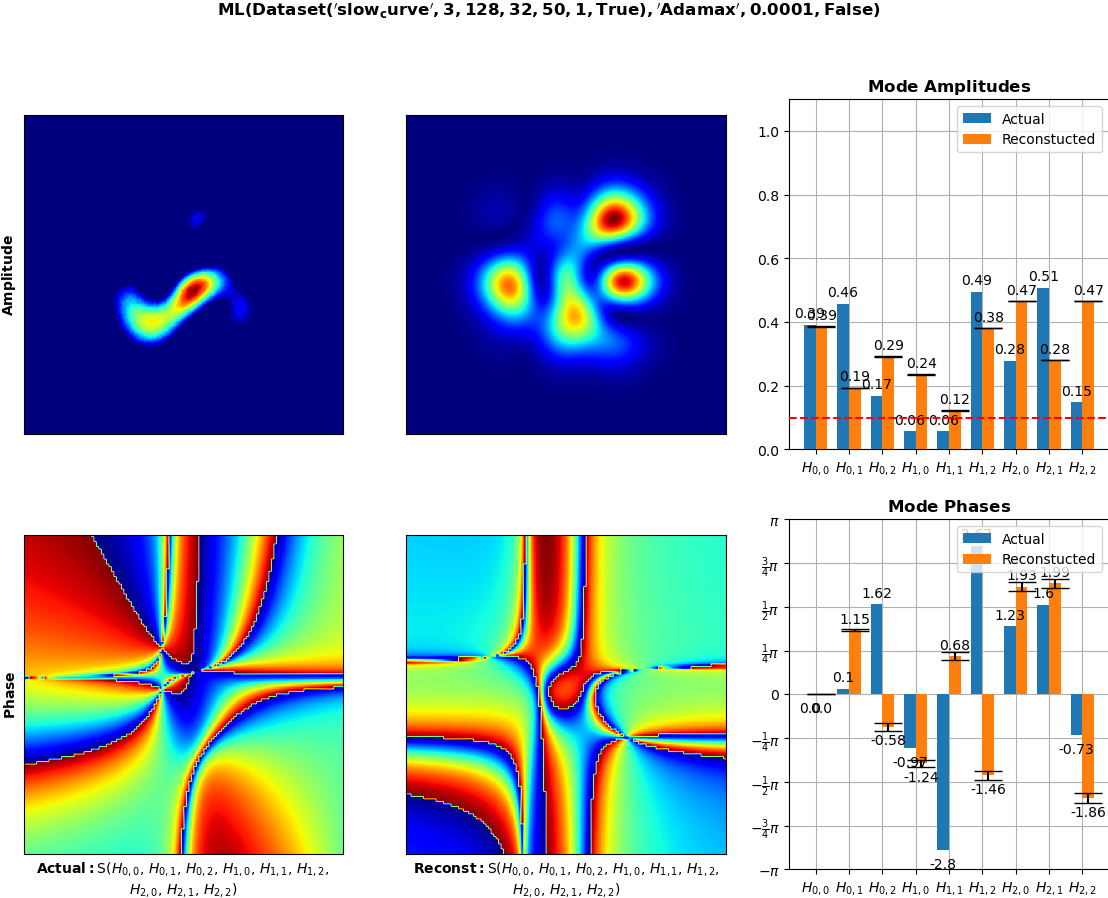 ML(Dataset(′slow_curve′, 3, 128, 32, 50, 1, True), ′Adamax′, 0.0001, False)
Mode Amplitudes
Actual
Reconstucted
1.0
0.8
0.6
0.4
0.2
0.0
0.39
0.39
0.46
0.19
0.17
0.29
0.06
0.24
0.06
0.12
0.49
0.38
0.28
0.47
0.51
0.28
0.15
0.47
H0,0 H0,1 H0,2 H1,0 H1,1 H1,2 H2,0 H2,1 H2,2
Amplitude
Mode Phases
Actual
Reconstucted
π
3/4π
1/2π
1/4π
0
−1/4π
−1/2π
−3/4π
−π
0.0
0.0
0.1
1.15
1.62
-0.58
-0.97
-1.24
-2.8
0.68
-1.46
1.23
1.93
1.6
1.99
-0.73
-1.86
H0,0 H0,1 H0,2 H1,0 H1,1 H1,2 H2,0 H2,1 H2,2
Phase
Actual: S(H0,0, H0,1, H0,2, H1,0, H1,1, H1,2,
H2,0, H2,1, H2,2)
Reconst: S(H0,0, H0,1, H0,2, H1,0, H1,1, H1,2,
H2,0, H2,1, H2,2)